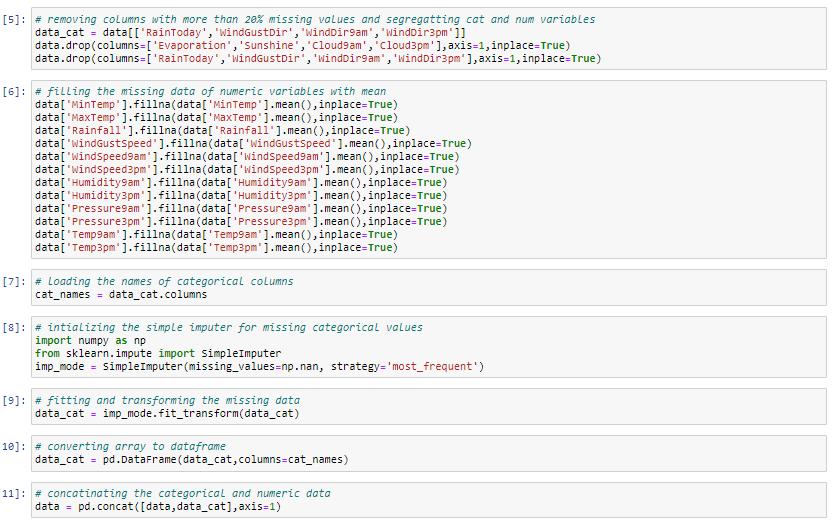 [5]: # removing columns with more than 20% missing values and segregatting cat and num variables
data_cat = data[['RainToday','WindGustDir','WindDir9am','WindDir3pm']]
data.drop(columns=['Evaporation','Sunshine','Cloud9am','Cloud3pm'],axis=1,inplace=True)
data.drop(columns=['RainToday','WindGustDir','WindDir9am','WindDir3pm'],axis=1,inplace=True)
[6]: # filling the missing data of numeric variables with mean
data['MinTemp'].fillna(data['MinTemp'].mean(),inplace=True)
data['MaxTemp'].fillna(data['MaxTemp'].mean(),inplace=True)
data['Rainfall'].fillna(data['Rainfall'].mean(),inplace=True)
data['WindGustSpeed'].fillna(data['WindGustSpeed'].mean(),inplace=True)
data['WindSpeed9am'].fillna(data['WindSpeed9am'].mean(),inplace=True)
data['WindSpeed3pm'].fillna(data['WindSpeed3pm'].mean(),inplace=True)
data['Humidity9am'].fillna(data['Humidity9am'].mean(),inplace=True)
data['Humidity3pm'].fillna(data['Humidity3pm'].mean(),inplace=True)
data['Pressure9am'].fillna(data['Pressure9am'].mean(),inplace=True)
data['Pressure3pm'].fillna(data['Pressure3pm'].mean(),inplace=True)
data['Temp9am'].fillna(data['Temp9am'].mean(),inplace=True)
data['Temp3pm'].fillna(data['Temp3pm'].mean(),inplace=True)
[7]: # loading the names of categorical columns
cat_names = data_cat.columns
[8]: # intializing the simple imputer for missing categorical values
import numpy as np
from sklearn.impute import SimpleImputer
imp_mode = SimpleImputer(missing_values=np.nan, strategy='most_frequent')
[9]: # fitting and transforming the missing data
data_cat = imp_mode.fit_transform(data_cat)
10]: # converting array to dataframe
data_cat = pd.DataFrame(data_cat,columns=cat_names)
11]: # concatinating the categorical and numeric data
data = pd.concat([data,data_cat],axis=1)